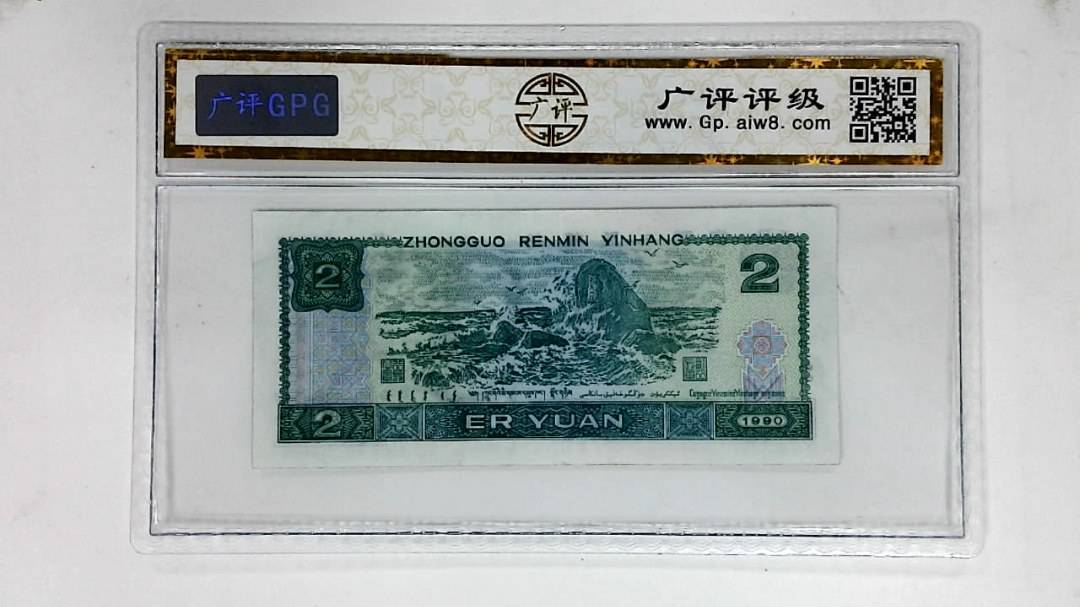 广评GPG
广评
广评评级
www. Gp. aiw8. com
ZHONGGUO RENMIN YINHANG
2
2
2
ER YUAN
1990